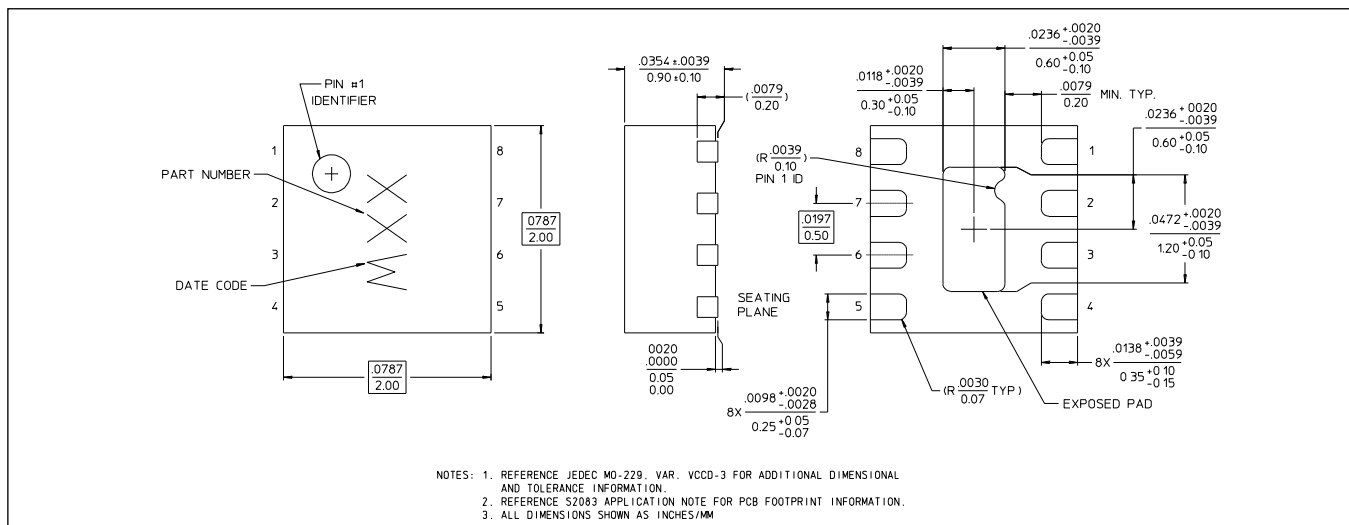 PIN #1
IDENTIFIER
PART NUMBER
DATE CODE
1
2
3
4
8
7
6
5
XX
.0787
2.00
.0787
2.00
.0354 ±.0039
0.90 ±0.10
(.0079
0.20)
SEATING
PLANE
.0020
.0000
0.05
0.00
.0236 +.0020 -.0039
0.60 +0.05 -0.10
.0118 +.0020 -.0039
0.30 +0.05 -0.10
.0079
0.20
MIN. TYP.
.0236 +.0020 -.0039
0.60 +0.05 -0.10
(R .0039
0.10)
PIN 1 ID
.0197
0.50
.0472 +.0020 -.0039
1.20 +0.05 -0.10
8
7
6
5
1
2
3
4
8X .0138 +.0039 -.0059
0.35 +0.10 -0.15
8X .0098 +.0020 -.0028
0.25 +0.05 -0.07
(R .0030
0.07 TYP)
EXPOSED PAD
NOTES: 1. REFERENCE JEDEC MO-229, VAR. VCCD-3 FOR ADDITIONAL DIMENSIONAL
AND TOLERANCE INFORMATION.
2. REFERENCE S2083 APPLICATION NOTE FOR PCB FOOTPRINT INFORMATION.
3. ALL DIMENSIONS SHOWN AS INCHES/MM